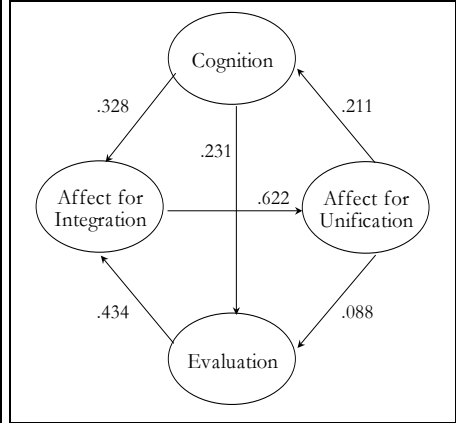 Cognition
.328
.211
.231
Affect for
Integration
.622
Affect for
Unification
.434
.088
Evaluation